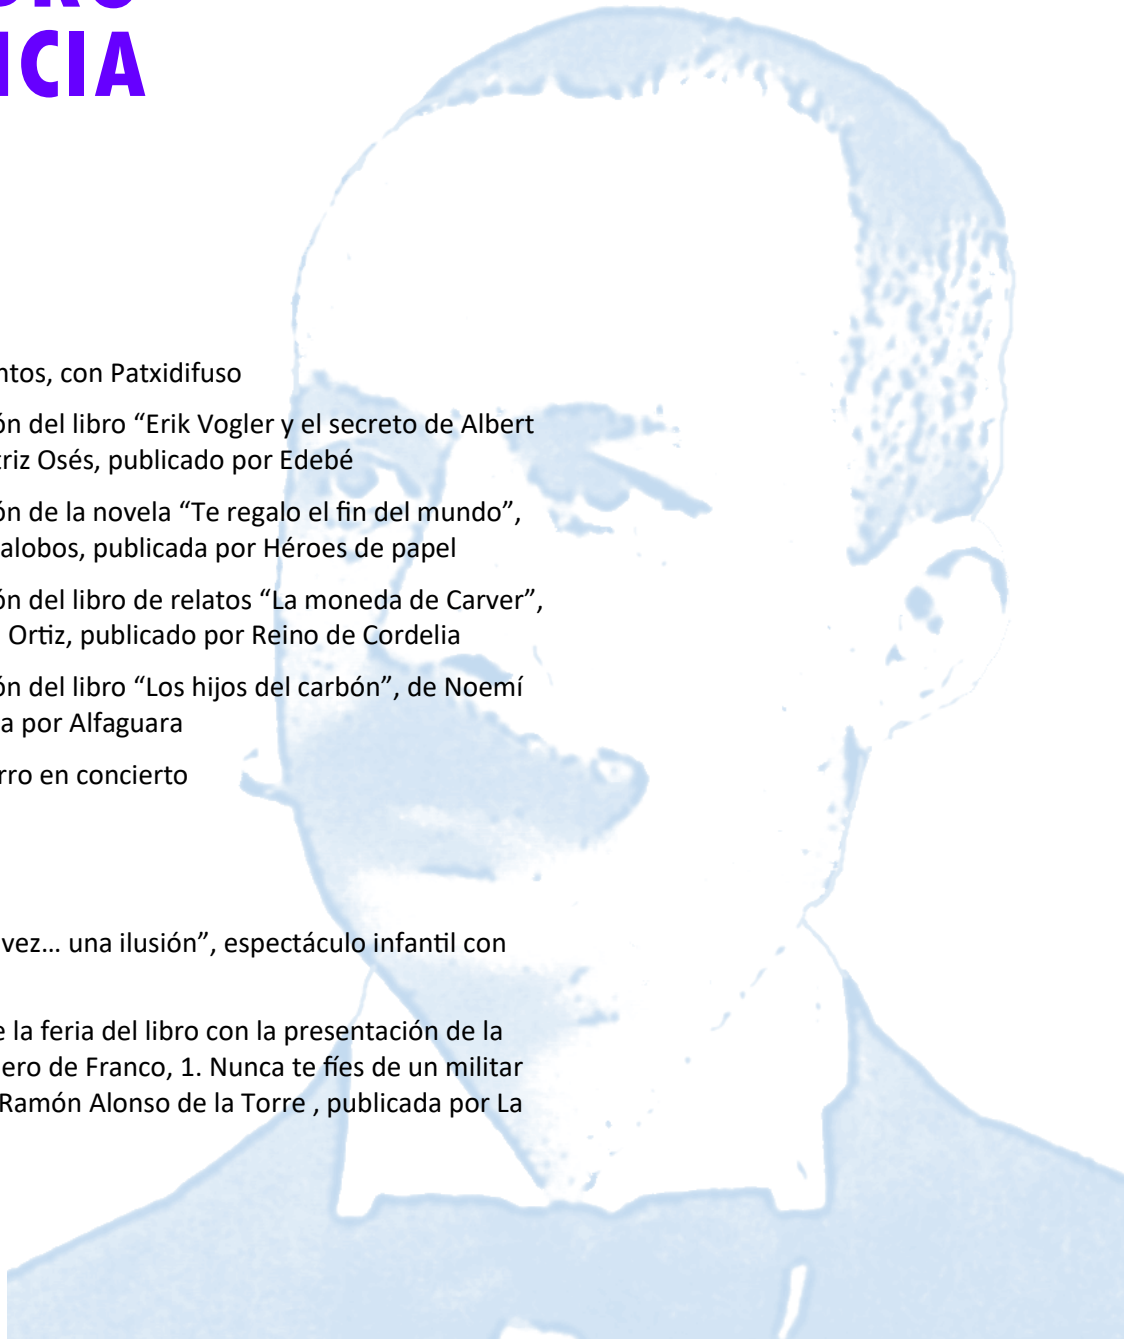 BRO
NCIA
ntos, con Patxidifuso
ón del libro “Erik Vogler y el secreto de Albert
triz Osés, publicado por Edebé
ón de la novela “Te regalo el fin del mundo”,
alobos, publicada por Héroes de papel
ón del libro de relatos “La moneda de Carver”,
Ortiz, publicado por Reino de Cordelia
ón del libro “Los hijos del carbón”, de Noemí
a por Alfaguara
rro en concierto
vez... una ilusión”, espectáculo infantil con
e la feria del libro con la presentación de la
ero de Franco, 1. Nunca te fíes de un militar
Ramón Alonso de la Torre , publicada por La